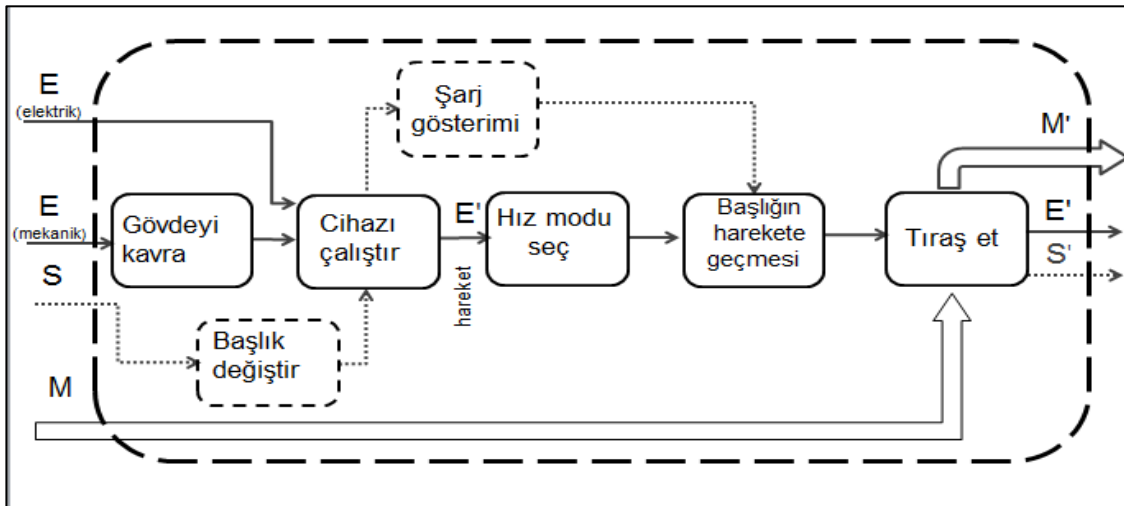 E
(elektrik)
Şarj
gösterimi
M'
E
(mekanik)
Gövdeyi
kavra
Cihazı
çalıştır
E'
hareket
Hız modu
seç
Başlığın
harekete
geçmesi
Tıraş et
E'
S'
S
Başlık
değiştir
M